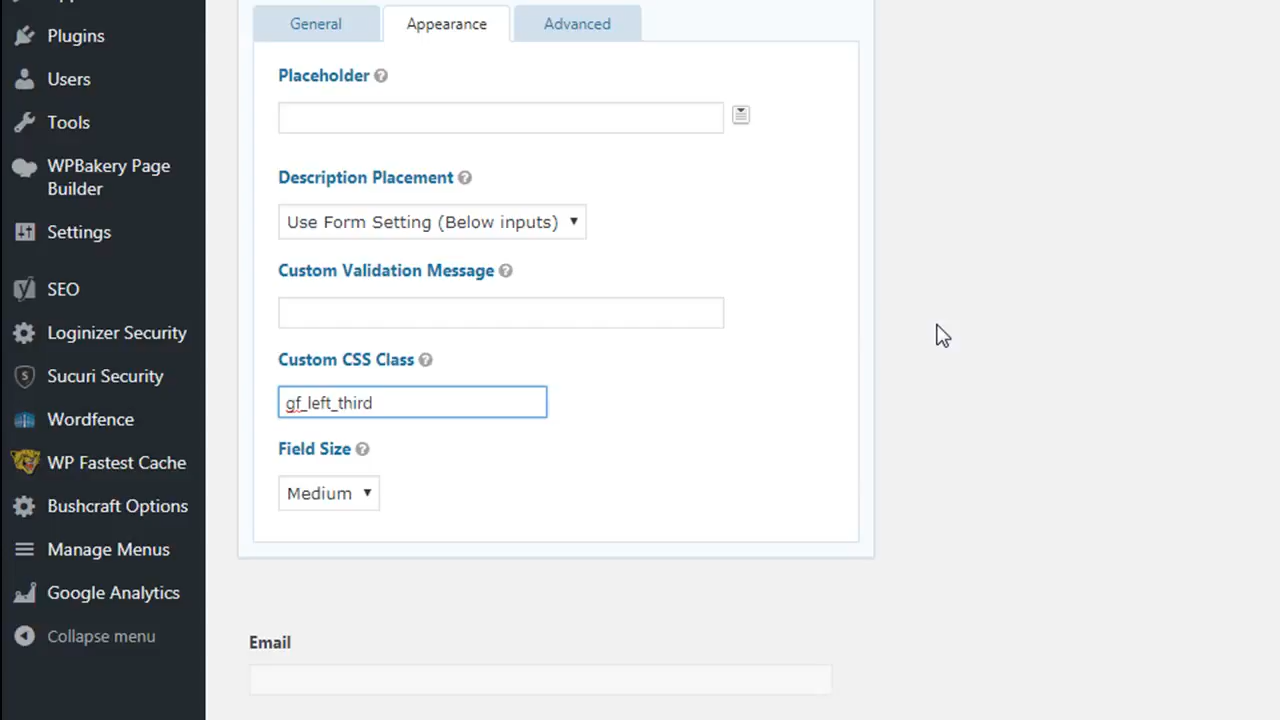 Plugins
Users
Tools
WPBakery Page
Builder
Settings
SEO
Loginizer Security
Sucuri Security
Wordfence
WP Fastest Cache
Bushcraft Options
Manage Menus
Google Analytics
Collapse menu
General
Appearance
Advanced
Placeholder
Description Placement
Use Form Setting (Below inputs)
Custom Validation Message
Custom CSS Class
gf_left_third
Field Size
Medium
Email